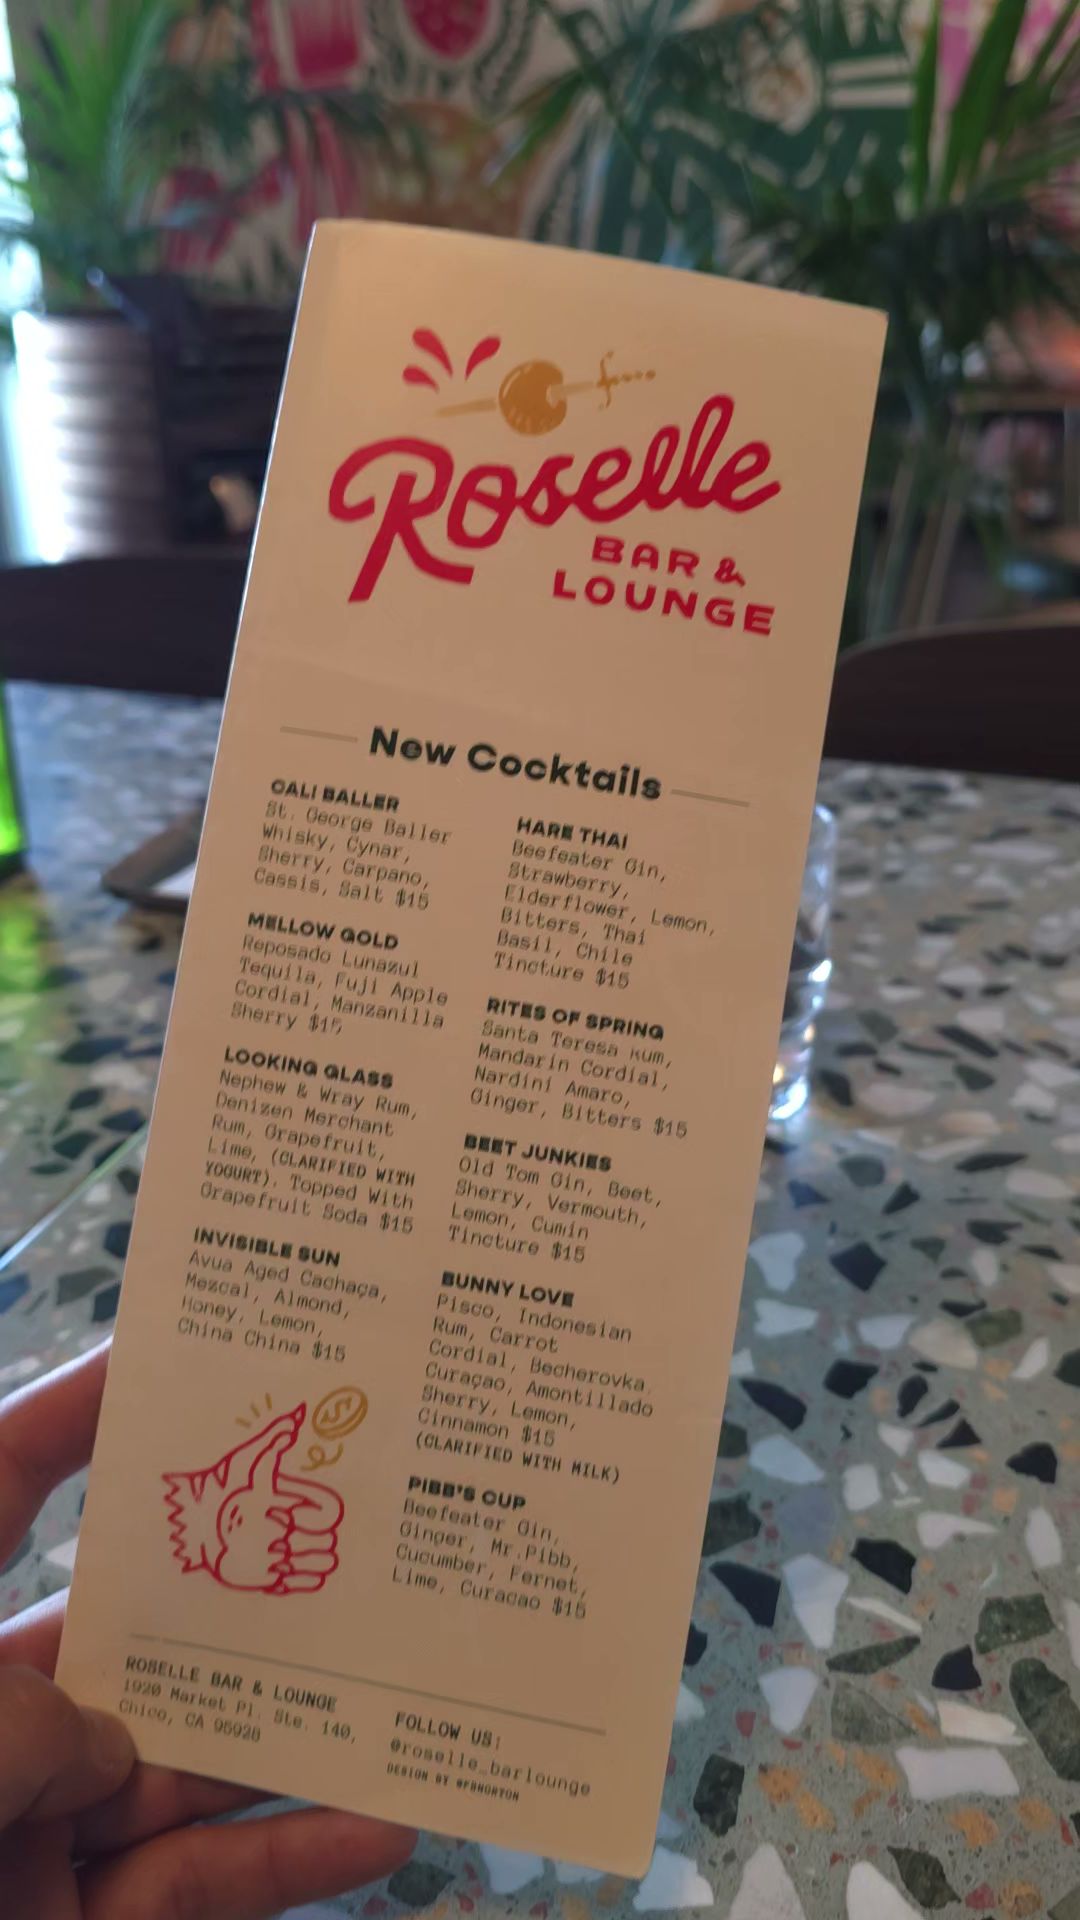 Roselle
BAR &
LOUNGE
New Cocktails
CALI BALLER
St. George Baller
Whisky, Cynar,
Sherry, Carpano,
Cassis, Salt $15
MELLOW GOLD
Reposado Lunazul
Tequila, Fuji Apple
Cordial, Manzanilla
Sherry $15
LOOKING GLASS
Nephew & Wray Rum,
Denizen Merchant
Rum, Grapefruit,
Lime, (CLARIFIED WITH
YOGURT). Topped With
Grapefruit Soda $15
INVISIBLE SUN
Avua Aged Cachaça,
Mezcal, Almond,
Honey, Lemon,
China China $15
HARE THAI
Beefeater Gin,
Strawberry,
Elderflower, Lemon,
Bitters, Thai
Basil, Chile
Tincture $15
RITES OF SPRING
Santa Teresa Rum,
Mandarin Cordial,
Nardini Amaro,
Ginger, Bitters $15
BEET JUNKIES
Old Tom Gin, Beet,
Sherry, Vermouth,
Lemon, Cumin
Tincture $15
BUNNY LOVE
Pisco, Indonesian
Rum, Carrot
Cordial, Becherovka,
Curaçao, Amontillado
Sherry, Lemon,
Cinnamon $15
(CLARIFIED WITH MILK)
PIBB'S CUP
Beefeater Gin,
Ginger, Mr.Pibb,
Cucumber, Fernet,
Lime, Curacao $15
ROSELLE BAR & LOUNGE
1920 Market Pl. Ste. 140,
Chico, CA 95928
FOLLOW US:
@roselle_barlounge
DESIGN BY